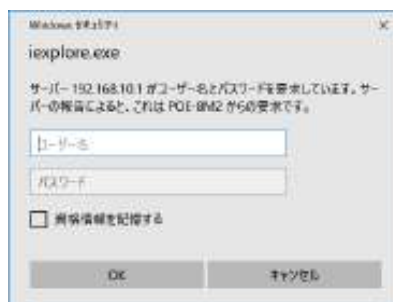 Windows セキュリティ
iexplore.exe
サーバー 192.168.10.1 がユーザー名とパスワードを要求しています。サー
バーの報告によると、これは POE-8M2 からの要求です。
ユーザー名
パスワード
資格情報を記憶する
OK
キャンセル